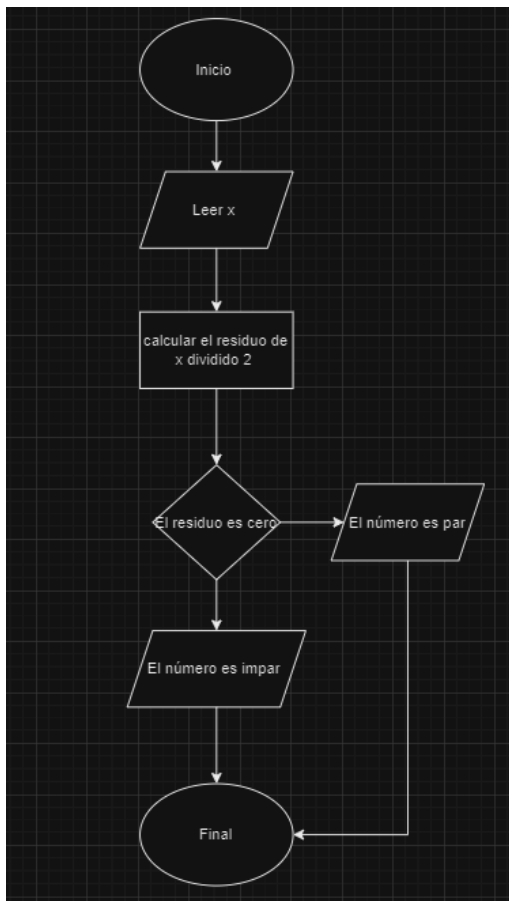 Inicio
Leer x
calcular el residuo de
x dividido 2
El residuo es cero
El número es par
El número es impar
Final